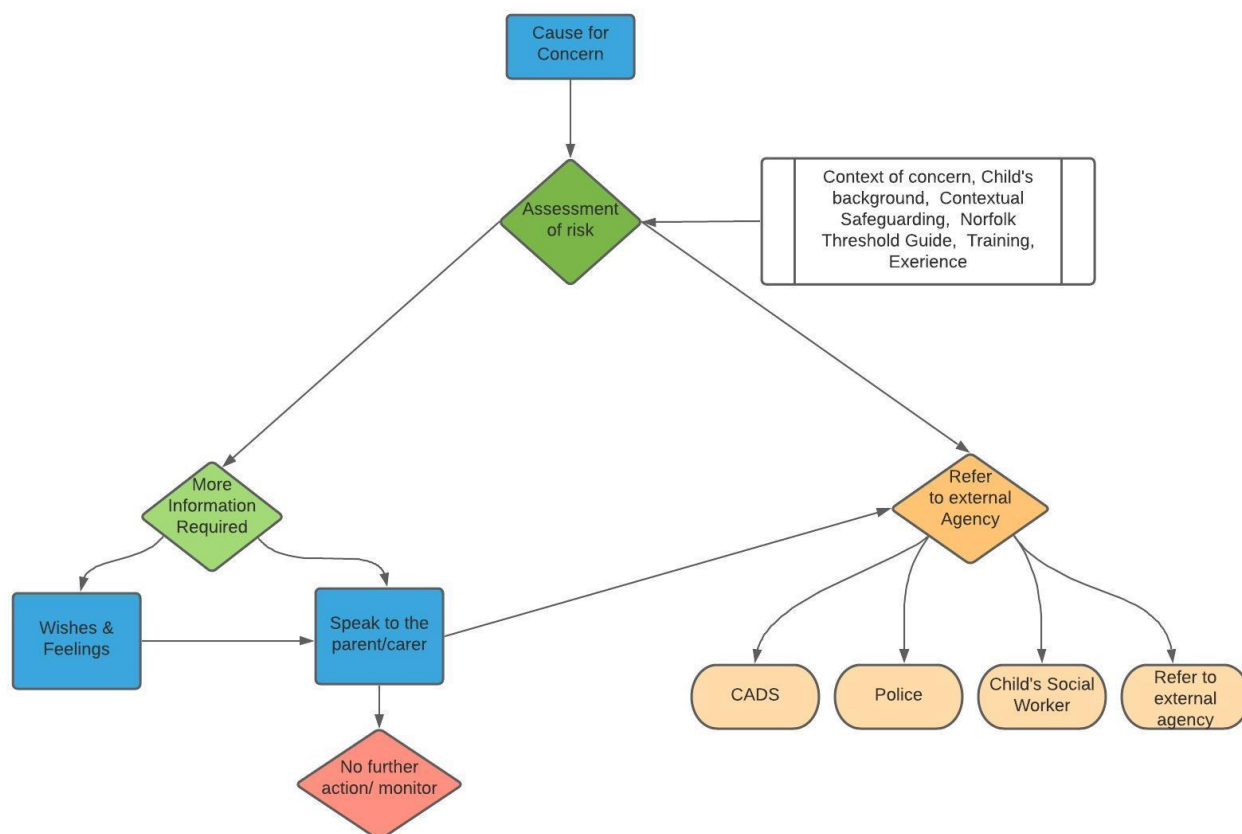 Cause for
Concern
Assessment
of risk
Context of concern, Child's
background, Contextual
Safeguarding, Norfolk
Threshold Guide, Training,
Exerience
More
Information
Required
Refer
to external
Agency
Wishes &
Feelings
Speak to the
parent/carer
CADS
Police
Child's Social
Worker
Refer to
external
agency
No further
action/ monitor